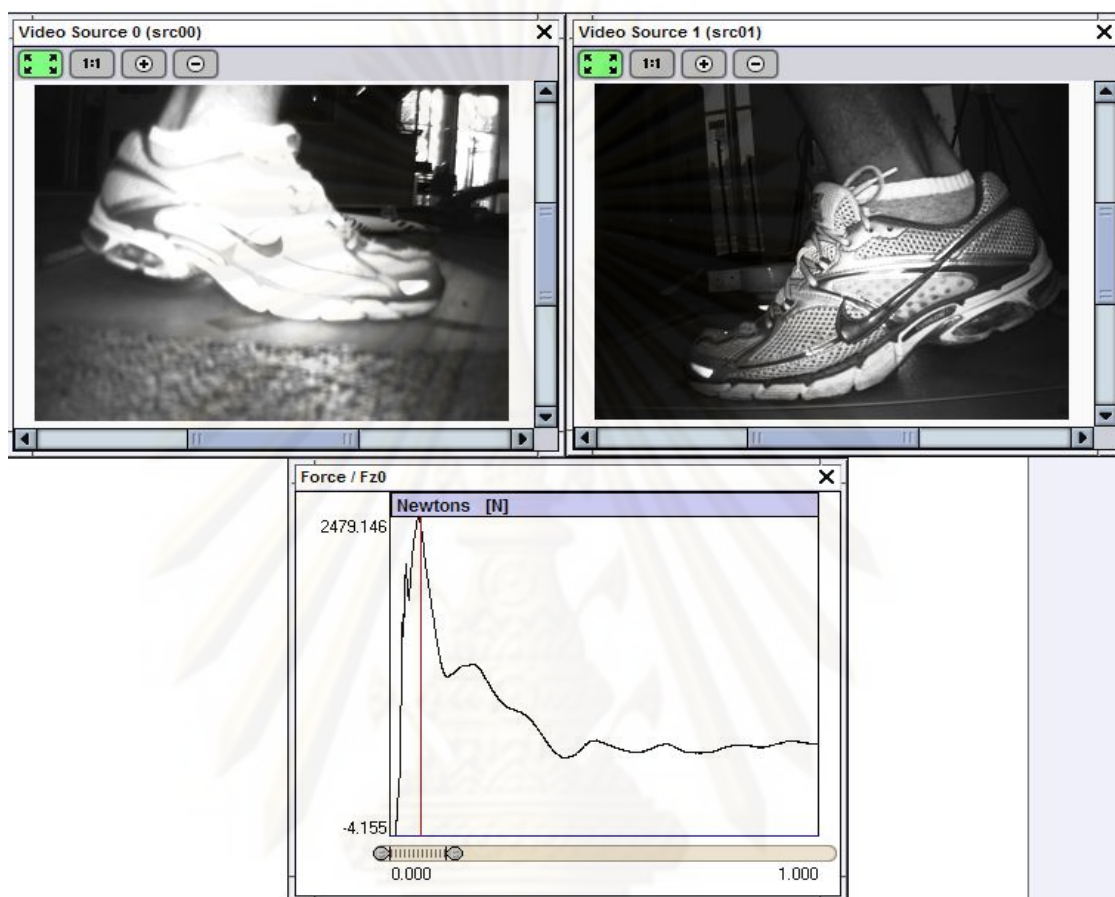 Video Source 0 (src00)
1:1
Video Source 1 (src01)
1:1
Force / Fz0
Newtons [N]
2479.146
-4.155
0.000 1.000